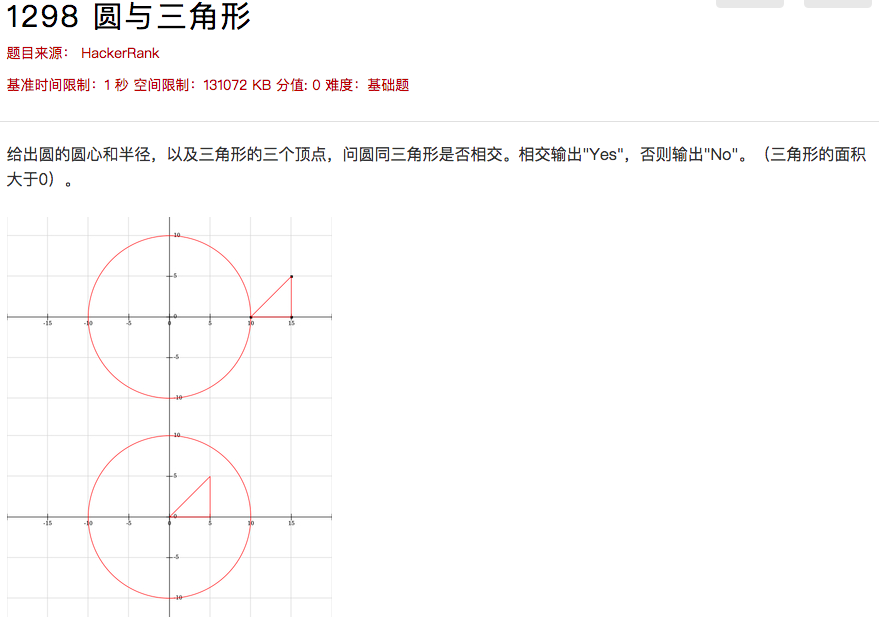 1298 圆与三角形
题目来源： HackerRank
基准时间限制：1 秒 空间限制：131072 KB 分值: 0 难度：基础题
给出圆的圆心和半径，以及三角形的三个顶点，问圆同三角形是否相交。相交输出"Yes"，否则输出"No"。（三角形的面积
大于0）。
10
5
-15 -10 -5 0 5 10 15
0
-5
-10
10
5
0
-15 -10 -5 0 5 10 15
-5
-10